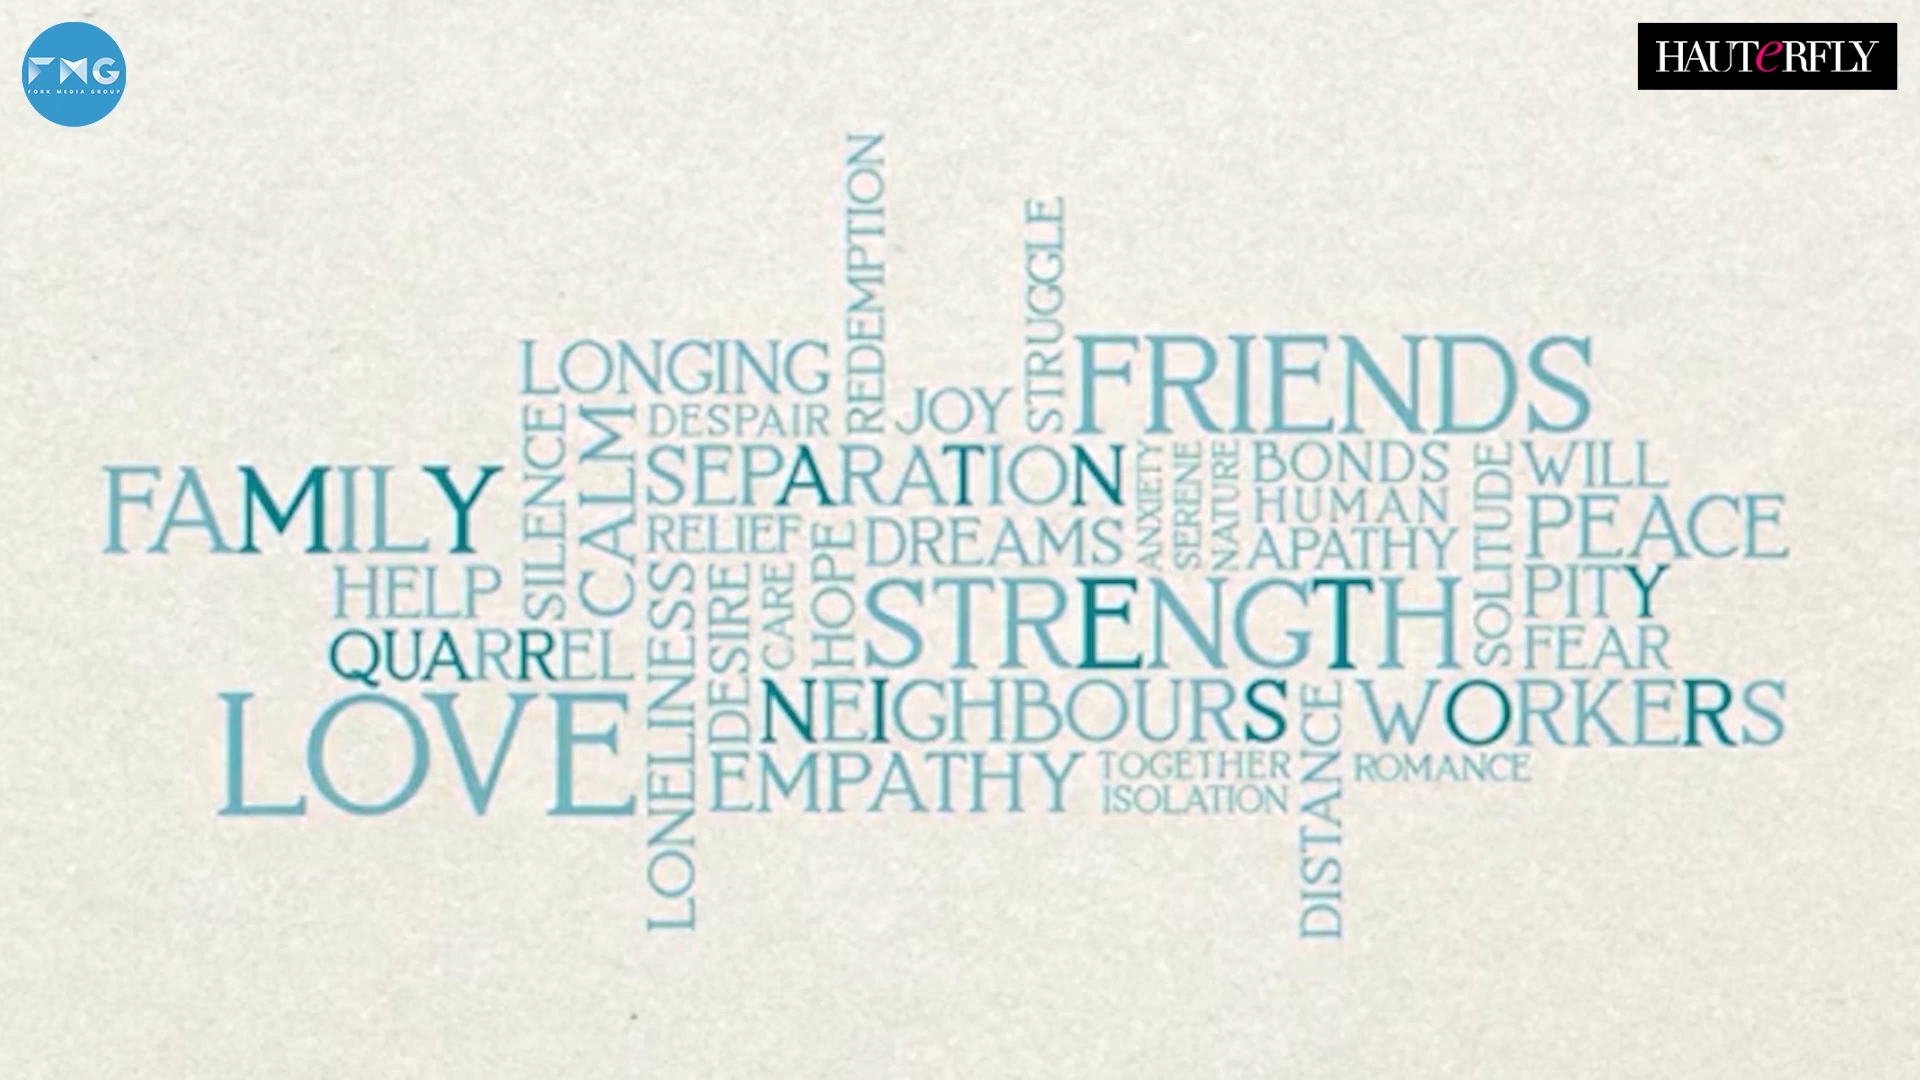 FMG
FORK MEDIA GROUP
HAUTeRFLY
REDEMPTION
STRUGGLE
LONGING
FRIENDS
DESPAIR
JOY
SILENCE
CALM
SEPARATION
ANXIETY
SERENE
NATURE
BONDS
SOLITUDE
WILL
FAMILY
HUMAN
PEACE
RELIEF
HOPE
DREAMS
APATHY
HELP
LONELINESS
DESIRE
CARE
STRENGTH
PITY
QUARREL
FEAR
LOVE
NEIGHBOURS
DISTANCE
WORKERS
EMPATHY
TOGETHER
ROMANCE
ISOLATION